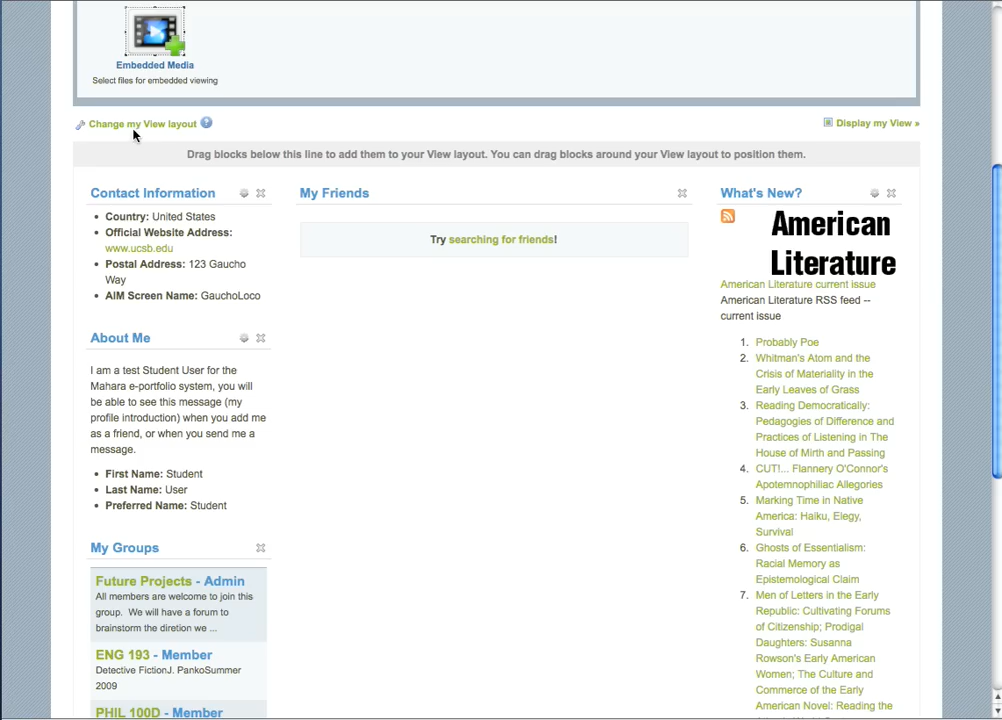 Embedded Media
Select files for embedded viewing
Change my View layout
Display my View »
Drag blocks below this line to add them to your View layout. You can drag blocks around your View layout to position them.
Contact Information
• Country: United States
• Official Website Address:
www.ucsb.edu
• Postal Address: 123 Gaucho
Way
• AIM Screen Name: GauchoLoco
About Me
I am a test Student User for the
Mahara e-portfolio system, you will
be able to see this message (my
profile introduction) when you add me
as a friend, or when you send me a
message.
• First Name: Student
• Last Name: User
• Preferred Name: Student
My Groups
Future Projects - Admin
All members are welcome to join this
group. We will have a forum to
brainstorm the diretion we ...
ENG 193 - Member
Detective FictionJ. PankoSummer
2009
PHIL 100D - Member
My Friends
Try searching for friends!
What's New?
American
Literature
American Literature current issue
American Literature RSS feed --
current issue
1. Probably Poe
2. Whitman's Atom and the
Crisis of Materiality in the
Early Leaves of Grass
3. Reading Democratically:
Pedagogies of Difference and
Practices of Listening in The
House of Mirth and Passing
4. CUT!... Flannery O'Connor's
Apotemnophiliac Allegories
5. Marking Time in Native
America: Haiku, Elegy,
Survival
6. Ghosts of Essentialism:
Racial Memory as
Epistemological Claim
7. Men of Letters in the Early
Republic: Cultivating Forums
of Citizenship; Prodigal
Daughters: Susanna
Rowson's Early American
Women; The Culture and
Commerce of the Early
American Novel: Reading the